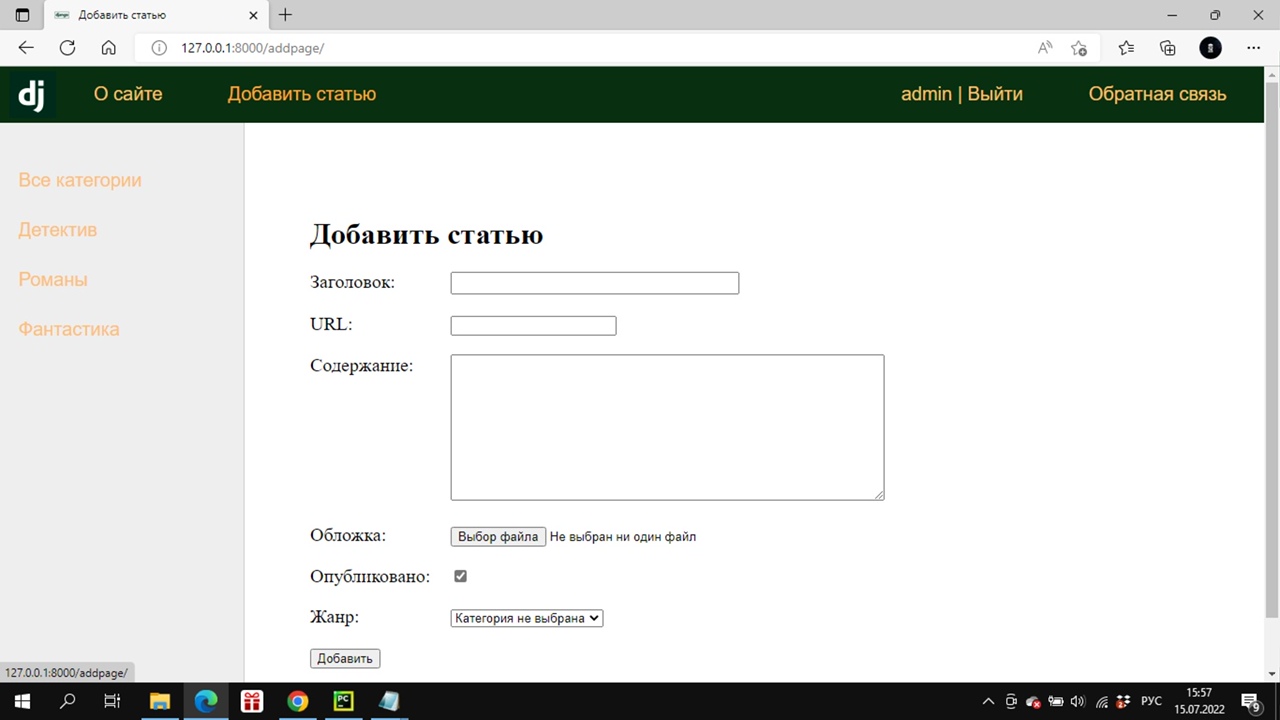 Добавить статью
127.0.0.1:8000/addpage/
dj
О сайте
Добавить статью
admin | Выйти
Обратная связь
Все категории
Детектив
Романы
Фантастика
Добавить статью
Заголовок:
URL:
Содержание:
Обложка:
Выбор файла Не выбран ни один файл
Опубликовано:
Жанр:
Категория не выбрана
Добавить
127.0.0.1:8000/addpage/
РУС
15:57
15.07.2022
9